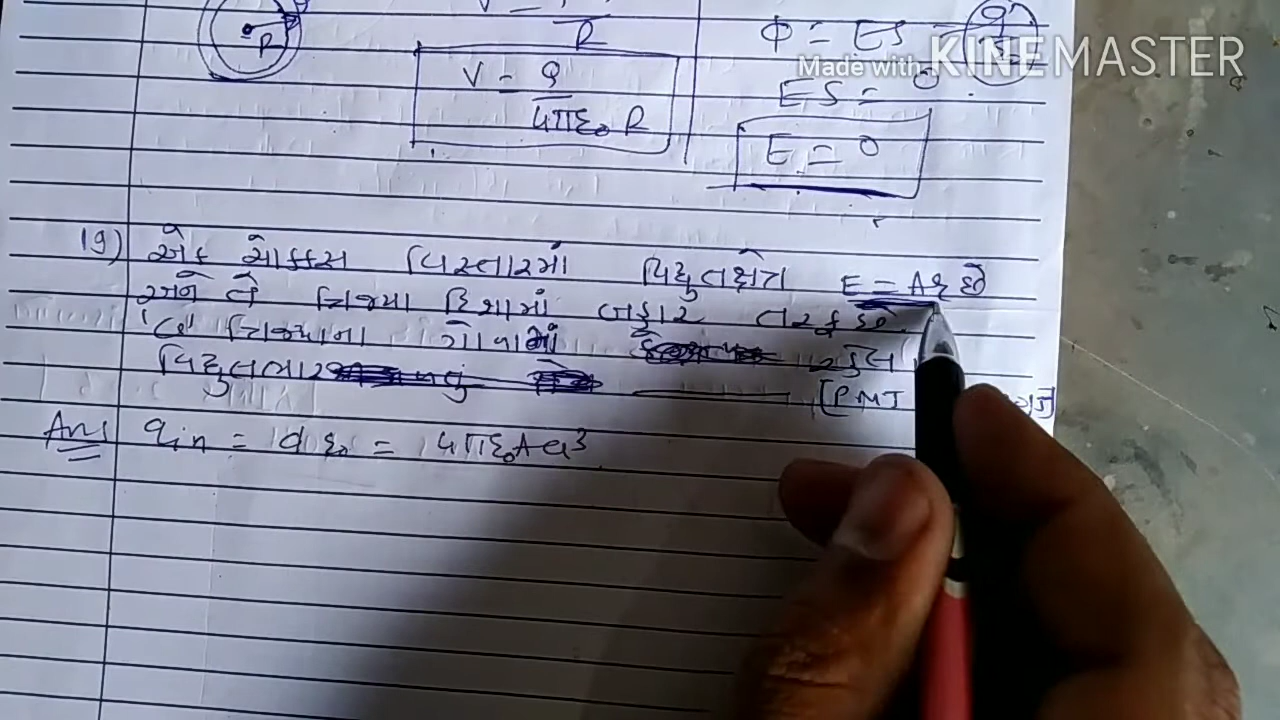 R
V = Q / 4πε₀ R
Φ = ES = q
ES = 0
E = 0
Made with KINEMASTER
19) એક ચોક્કસ વિસ્તારમાં વિદ્યુતક્ષેત્ર E = Ar છે
અને તે ત્રિજ્યા દિશામાં બહાર તરફ છે.
'a' ત્રિજ્યાના ગોળામાં
વિદ્યુતભાર [PMT
Ans qin = Φ ε₀ = 4πε₀Aa³